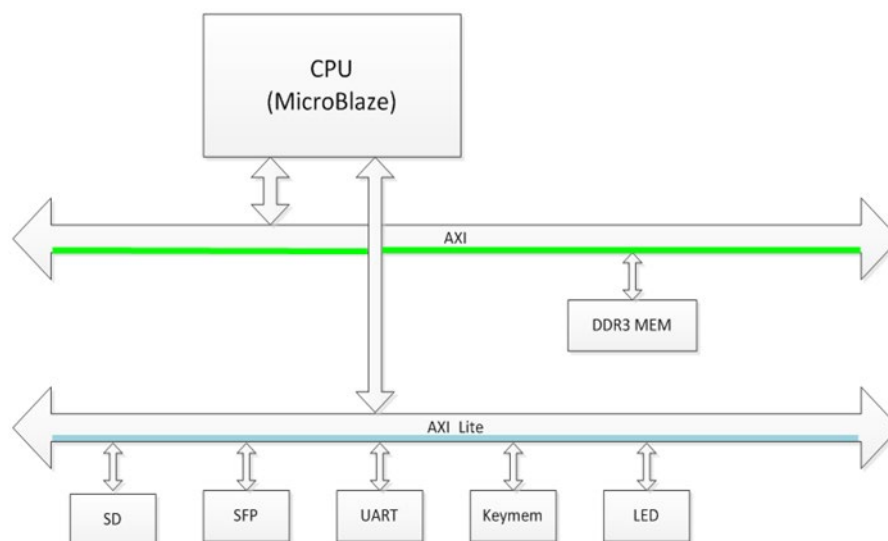 CPU
(MicroBlaze)
AXI
DDR3 MEM
AXI Lite
SD
SFP
UART
Keymem
LED